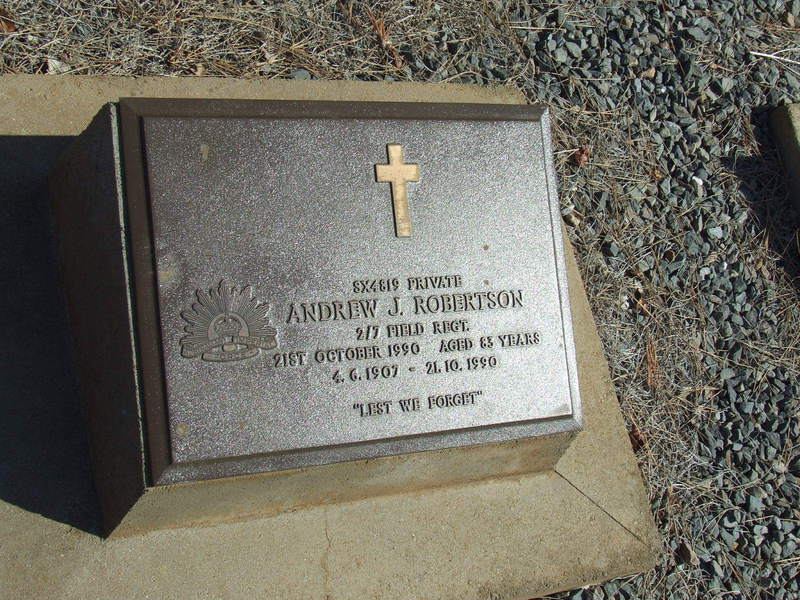 SX4819 PRIVATE
ANDREW J. ROBERTSON
2/7 FIELD REGT.
21ST OCTOBER 1990 AGED 83 YEARS
4. 6. 1907 - 21. 10. 1990
"LEST WE FORGET"